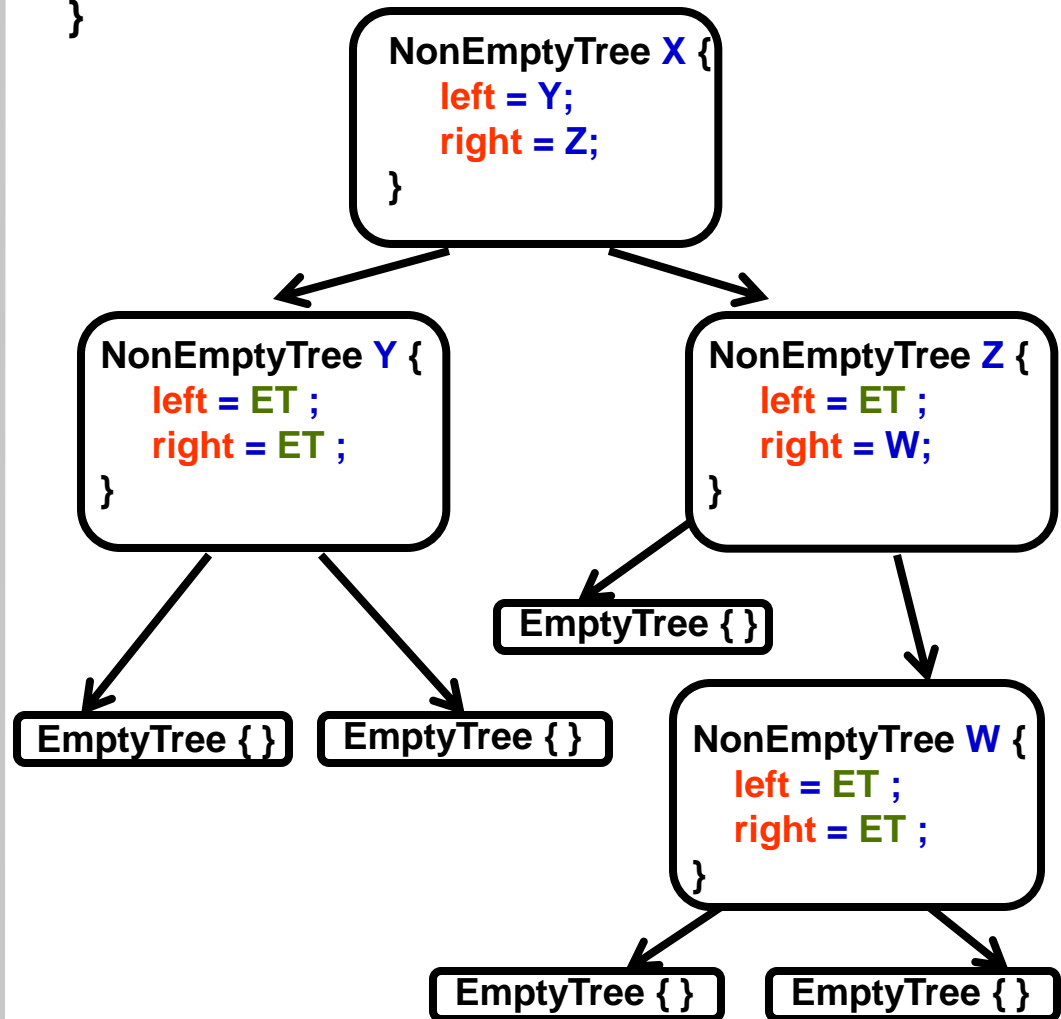 }
NonEmptyTree X {
left = Y;
right = Z;
}
NonEmptyTree Y {
left = ET ;
right = ET ;
}
NonEmptyTree Z {
left = ET ;
right = W;
}
EmptyTree { }
EmptyTree { }
EmptyTree { }
NonEmptyTree W {
left = ET ;
right = ET ;
}
EmptyTree { }
EmptyTree { }